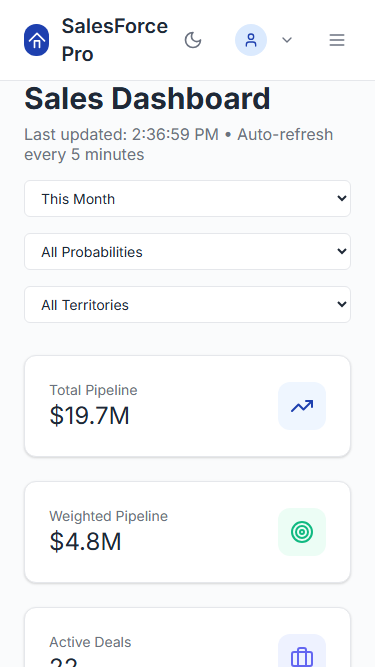 SalesForce
Pro
Sales Dashboard
Last updated: 2:36:59 PM • Auto-refresh
every 5 minutes
This Month
All Probabilities
All Territories
Total Pipeline
$19.7M
Weighted Pipeline
$4.8M
Active Deals
22